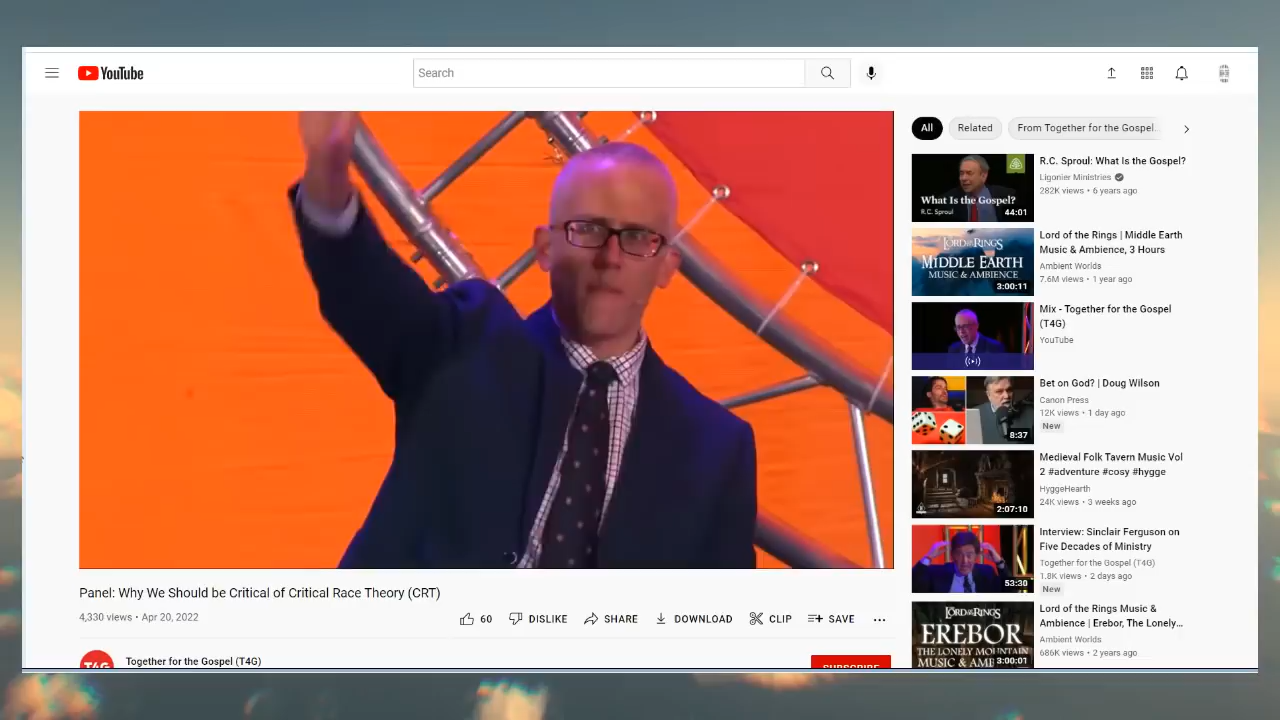 YouTube
Search
All
Related
From Together for the Gospel..
What Is the Gospel?
R.C. Sproul
44:01
R.C. Sproul: What Is the Gospel?
Ligonier Ministries
282K views • 6 years ago
LORD OF THE RINGS
MIDDLE EARTH
MUSIC & AMBIENCE
3:00:11
Lord of the Rings | Middle Earth
Music & Ambience, 3 Hours
Ambient Worlds
7.6M views • 1 year ago
Mix - Together for the Gospel
(T4G)
YouTube
8:37
Bet on God? | Doug Wilson
Canon Press
12K views • 1 day ago
New
2:07:10
Medieval Folk Tavern Music Vol
2 #adventure #cosy #hygge
HyggeHearth
24K views • 3 weeks ago
53:30
Interview: Sinclair Ferguson on
Five Decades of Ministry
Together for the Gospel (T4G)
1.8K views • 2 days ago
New
LORD OF THE RINGS
EREBOR
THE LONELY MOUNTAIN
MUSIC & AMBI
3:00:01
Lord of the Rings Music &
Ambience | Erebor, The Lonely...
Ambient Worlds
686K views • 2 years ago
Panel: Why We Should be Critical of Critical Race Theory (CRT)
4,330 views • Apr 20, 2022
60
DISLIKE
SHARE
DOWNLOAD
CLIP
SAVE
T4G
Together for the Gospel (T4G)
SUBSCRIBE